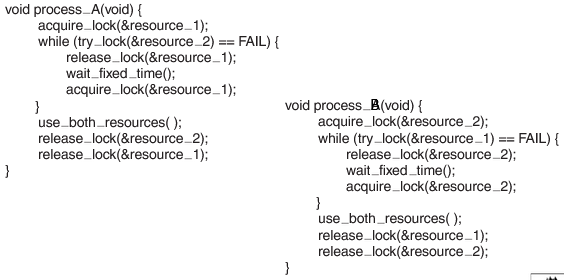 void process_A(void) {
acquire_lock(&resource_1);
while (try_lock(&resource_2) == FAIL) {
release_lock(&resource_1);
wait_fixed_time();
acquire_lock(&resource_1);
}
use_both_resources( );
release_lock(&resource_2);
release_lock(&resource_1);
}
void process_B(void) {
acquire_lock(&resource_2);
while (try_lock(&resource_1) == FAIL) {
release_lock(&resource_2);
wait_fixed_time();
acquire_lock(&resource_2);
}
use_both_resources( );
release_lock(&resource_1);
release_lock(&resource_2);
}